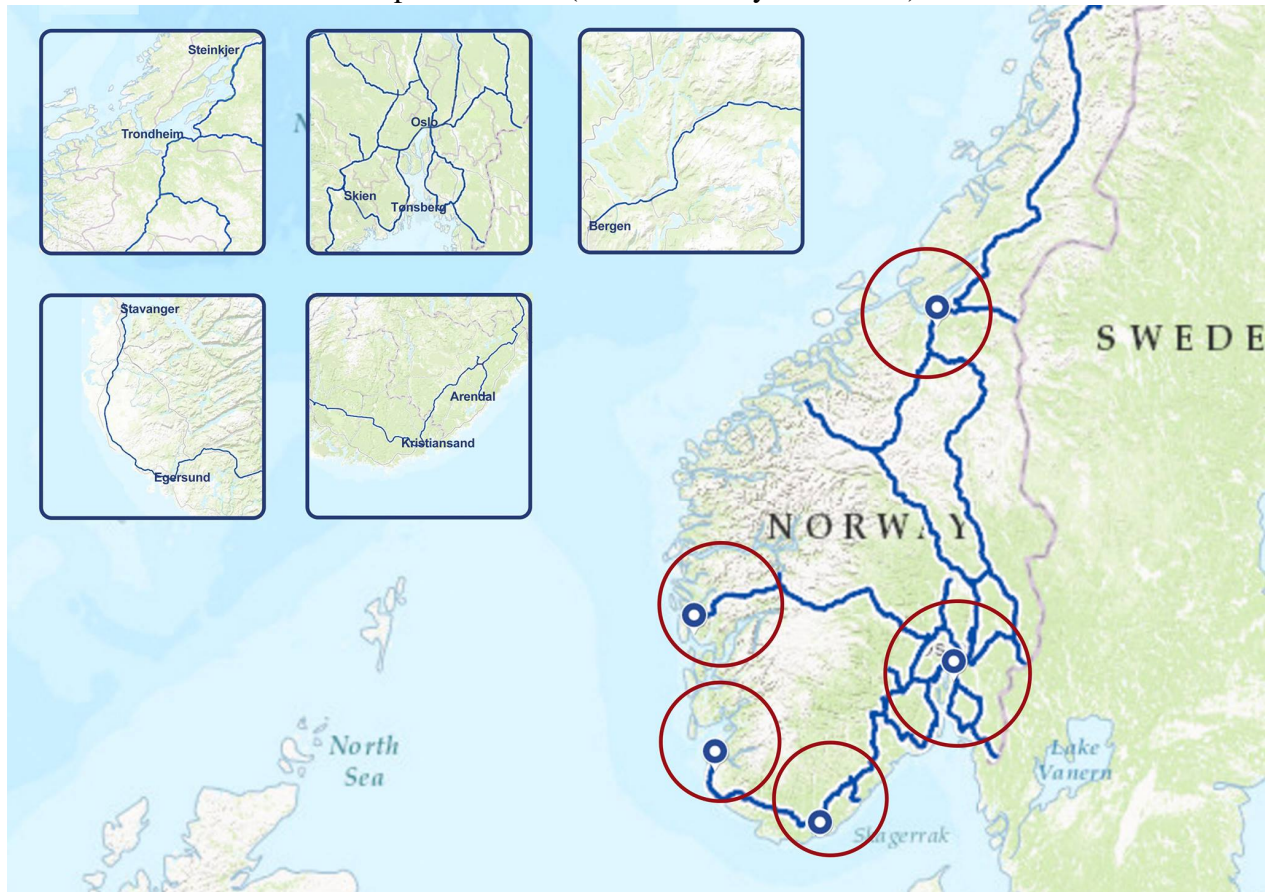 Steinkjer
Trondheim
Oslo
Skien
Tønsberg
Bergen
Stavanger
Egersund
Arendal
Kristiansand
N
SWEDE
NORWAY
North
Sea
Lake
Vanern
Skagerrak